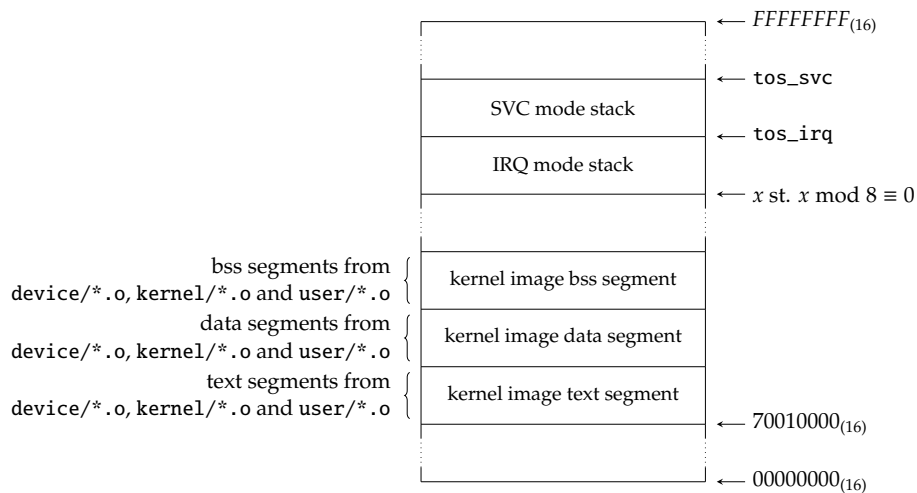 FFFFFFFF(16)
tos_svc
SVC mode stack
tos_irq
IRQ mode stack
x st. x mod 8 ≡ 0
bss segments from
device/*.o, kernel/*.o and user/*.o
kernel image bss segment
data segments from
device/*.o, kernel/*.o and user/*.o
kernel image data segment
text segments from
device/*.o, kernel/*.o and user/*.o
kernel image text segment
70010000(16)
00000000(16)